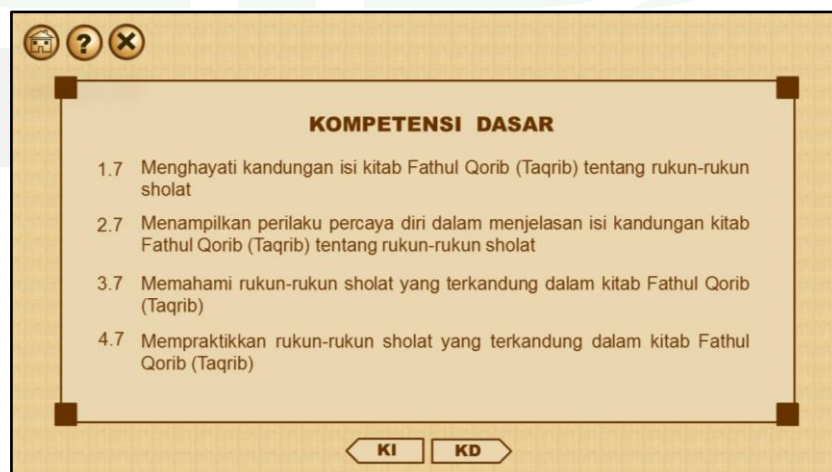 ?
KOMPETENSI DASAR
1.7 Menghayati kandungan isi kitab Fathul Qorib (Taqrib) tentang rukun-rukun
sholat
2.7 Menampilkan perilaku percaya diri dalam menjelasan isi kandungan kitab
Fathul Qorib (Taqrib) tentang rukun-rukun sholat
3.7 Memahami rukun-rukun sholat yang terkandung dalam kitab Fathul Qorib
(Taqrib)
4.7 Mempraktikkan rukun-rukun sholat yang terkandung dalam kitab Fathul
Qorib (Taqrib)
KI KD